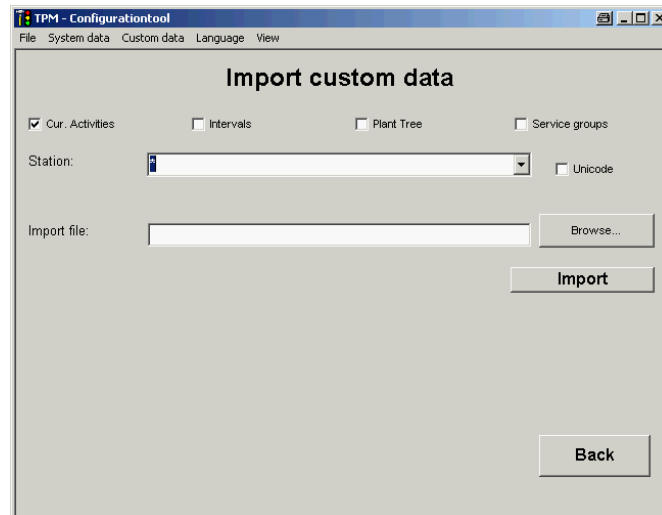 TPM - Configurationtool
File System data Custom data Language View
Import custom data
Cur. Activities Intervals Plant Tree Service groups
Station: * Unicode
Import file: Browse...
Import
Back